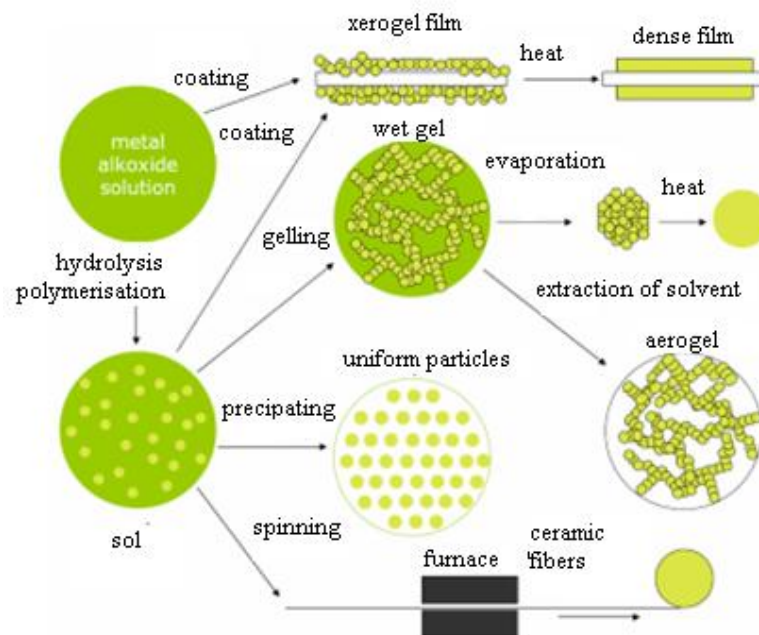 xerogel film
dense film
heat
coating
coating
metal
alkoxide
solution
wet gel
evaporation
heat
gelling
hydrolysis
polymerisation
extraction of solvent
aerogel
uniform particles
precipating
sol
spinning
furnace
ceramic
fibers